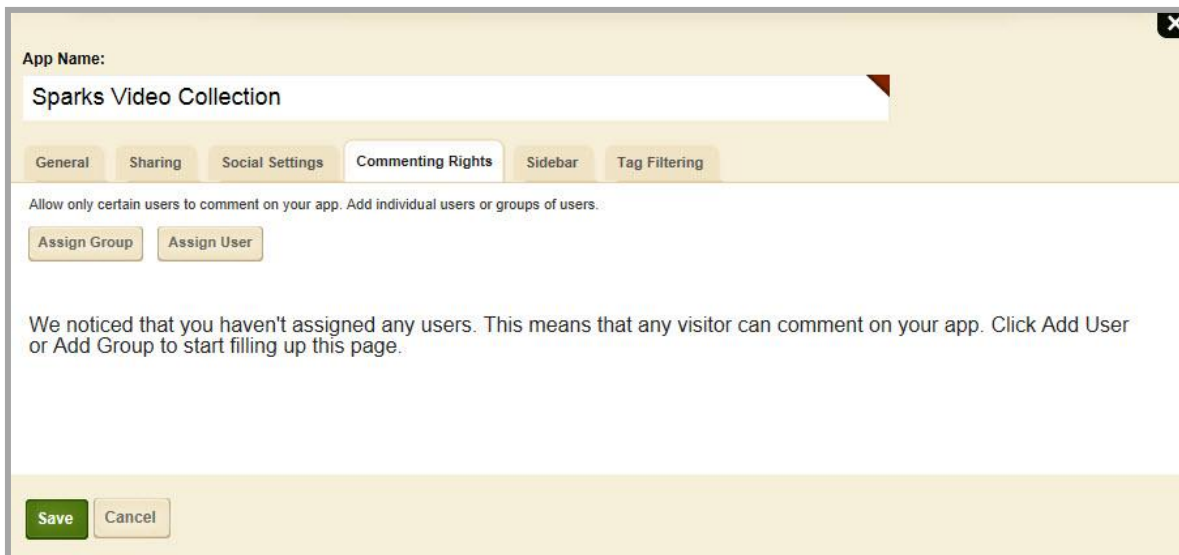 App Name:
Sparks Video Collection
General Sharing Social Settings Commenting Rights Sidebar Tag Filtering
Allow only certain users to comment on your app. Add individual users or groups of users.
Assign Group Assign User
We noticed that you haven't assigned any users. This means that any visitor can comment on your app. Click Add User
or Add Group to start filling up this page.
Save Cancel